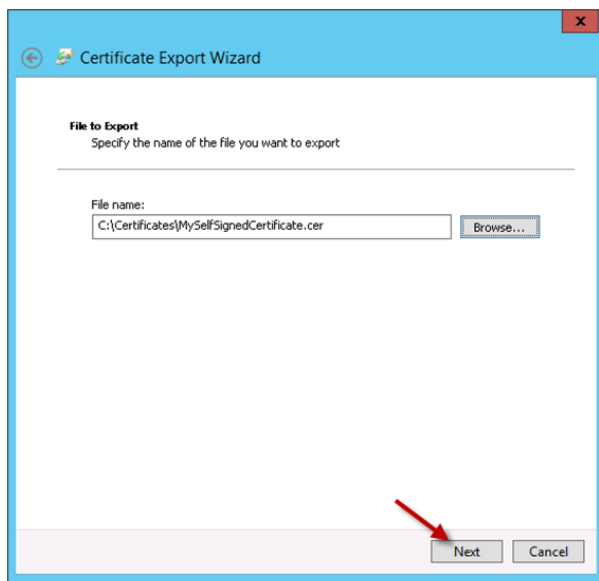 x
Certificate Export Wizard
File to Export
Specify the name of the file you want to export
File name:
C:\Certificates\MySelfSignedCertificate.cer
Browse...
Next
Cancel